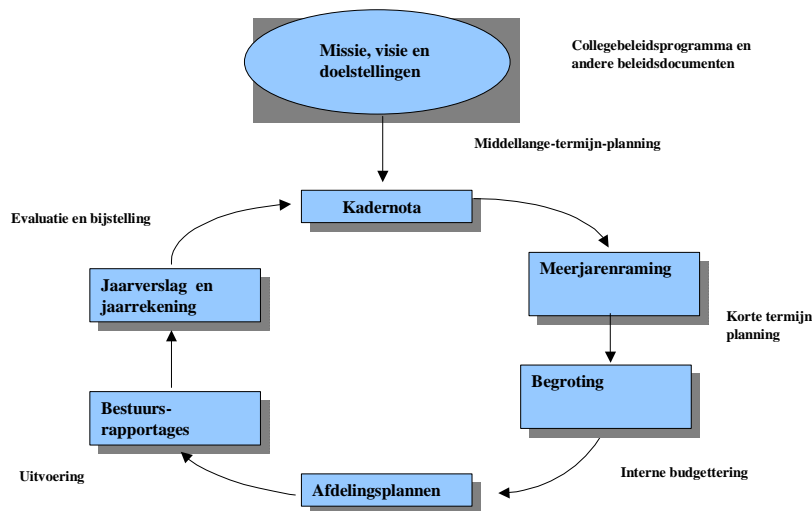 Missie, visie en
doelstellingen
Collegebeleidsprogramma en
andere beleidsdocumenten
Middellange-termijn-planning
Kadernota
Evaluatie en bijstelling
Meerjarenraming
Jaarverslag en
jaarrekening
Korte termijn
planning
Begroting
Bestuurs-
rapportages
Uitvoering
Interne budgettering
Afdelingsplannen